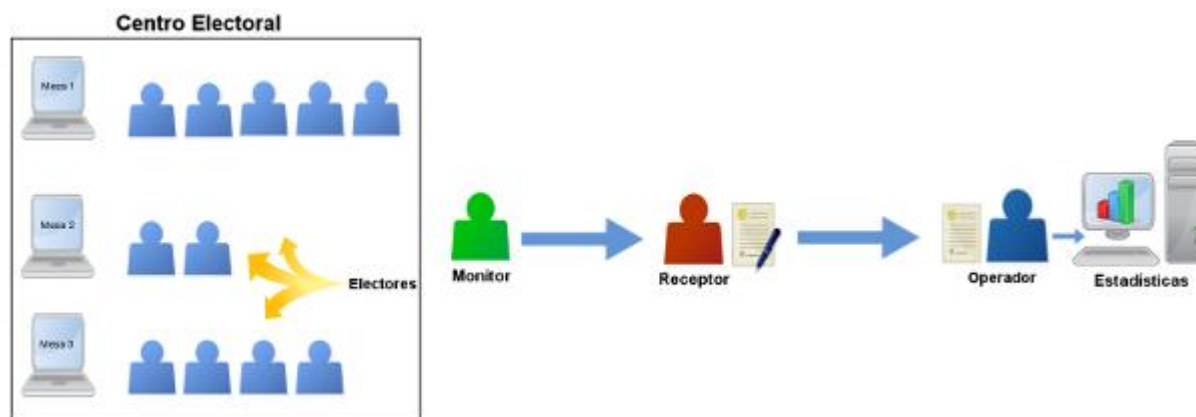 Centro Electoral
Mesa 1
Mesa 2
Electores
Mesa 3
Monitor
Receptor
Operador
Estadísticas